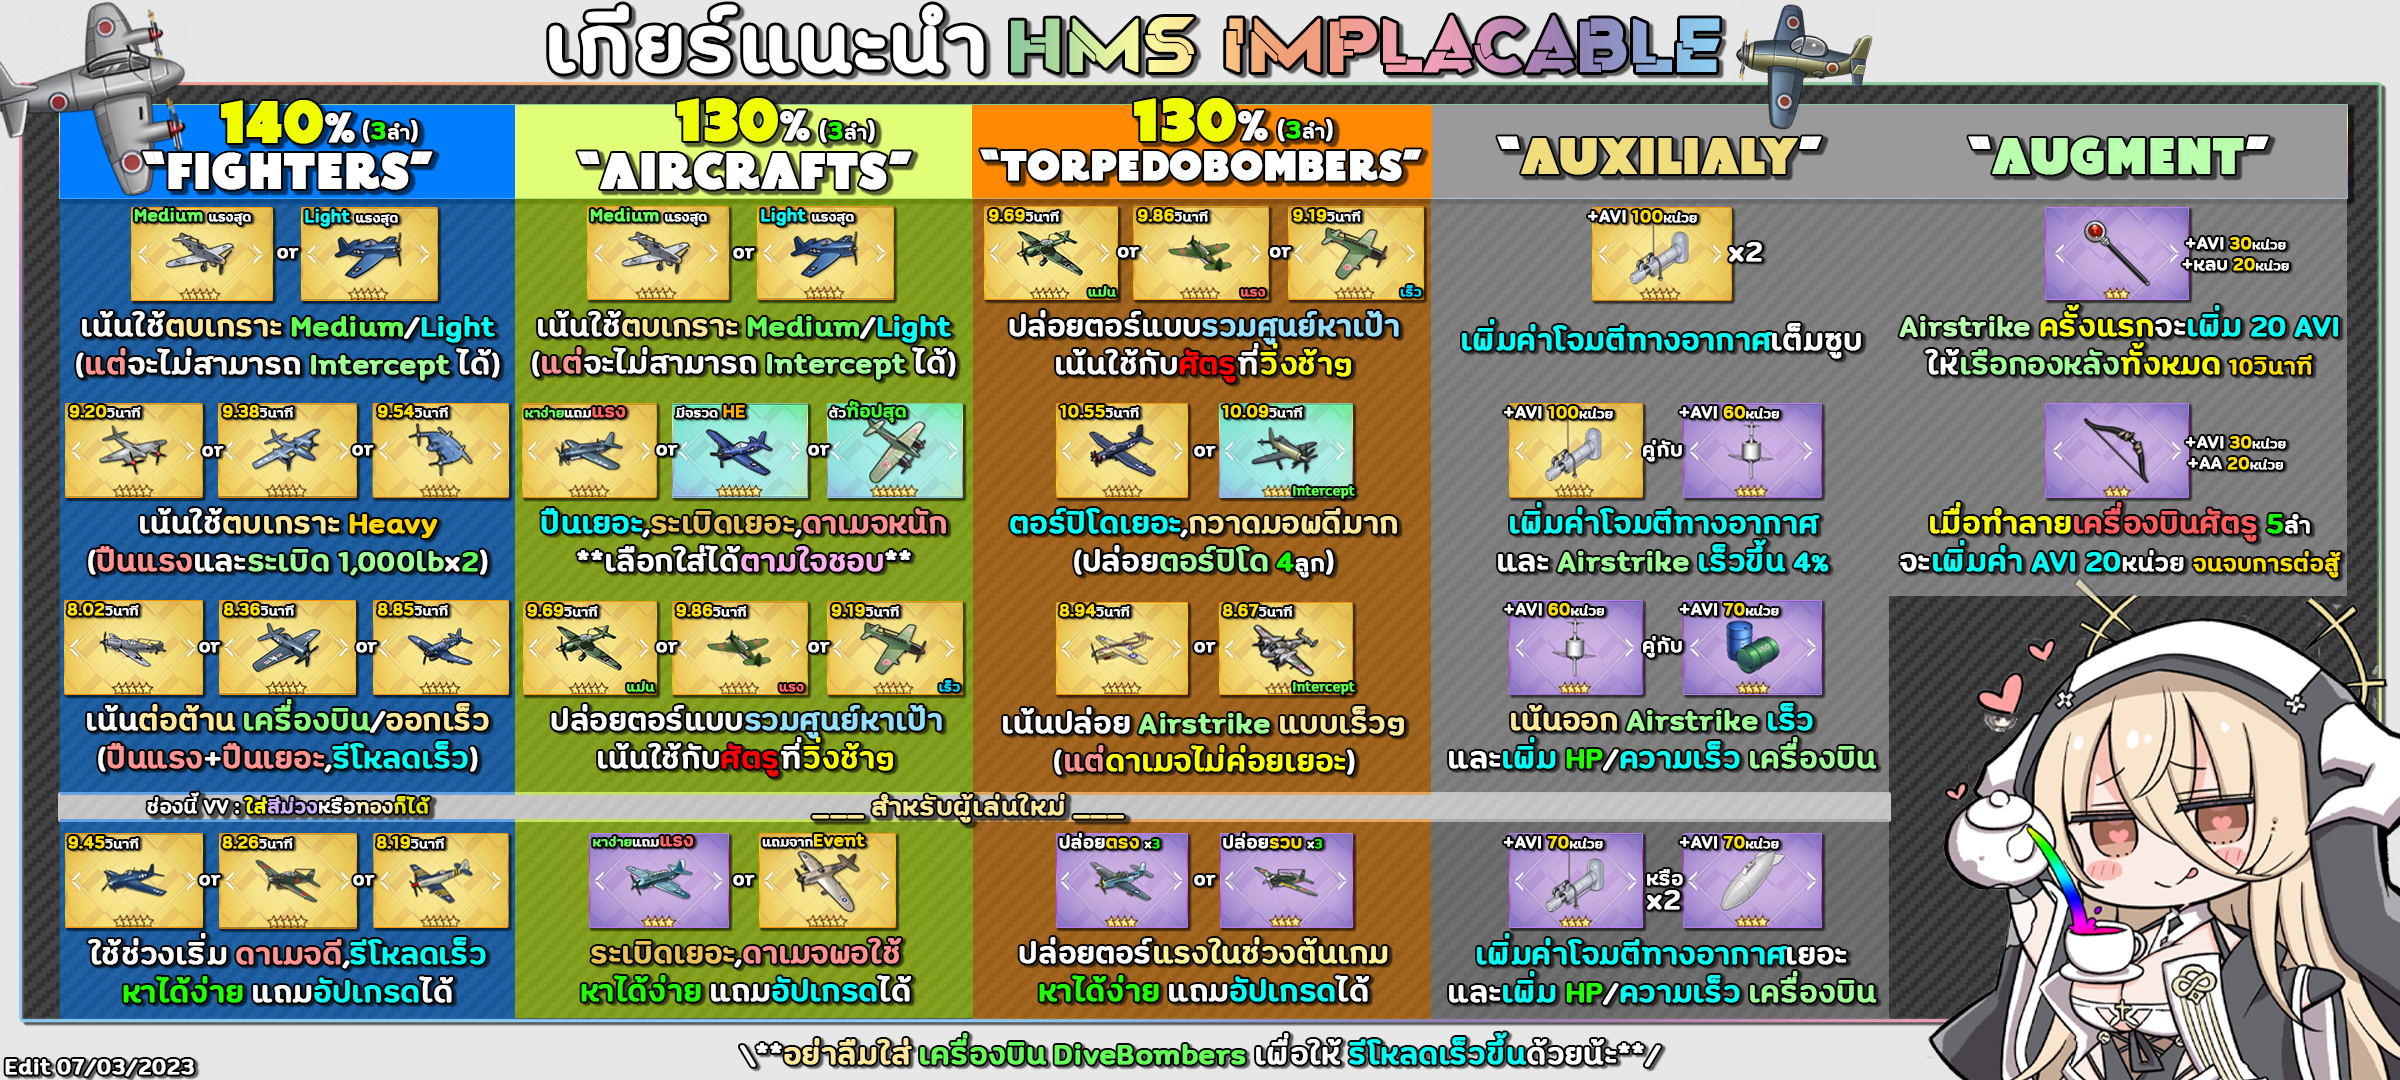 เกียร์แนะนำ HMS IMPLACABLE
140% (3ลำ)
"FIGHTERS"
130% (3ลำ)
"AIRCRAFTS"
130% (3ลำ)
"TORPEDOBOMBERS"
"AUXILIALY"
"AUGMENT"
Medium แรงสุด or Light แรงสุด
เน้นใช้ตบเกราะ Medium/Light
(แต่จะไม่สามารถ Intercept ได้)
9.20วินาที or 9.38วินาที or 9.54วินาที
เน้นใช้ตบเกราะ Heavy
(ปืนแรงและระเบิด 1,000lbx2)
8.02วินาที or 8.36วินาที or 8.85วินาที
เน้นต่อต้าน เครื่องบิน/ออกเร็ว
(ปืนแรง+ปืนเยอะ,รีโหลดเร็ว)
Medium แรงสุด or Light แรงสุด
เน้นใช้ตบเกราะ Medium/Light
(แต่จะไม่สามารถ Intercept ได้)
หาง่ายแถมแรง or มีจรวด HE or ตัวท๊อปสุด
ปืนเยอะ,ระเบิดเยอะ,ดาเมจหนัก
**เลือกใส่ได้ตามใจชอบ**
9.69วินาที or 9.86วินาที or 9.19วินาที
แม่น แรง เร็ว
ปล่อยตอร์แบบรวมศูนย์หาเป้า
เน้นใช้กับศัตรูที่วิ่งช้าๆ
9.69วินาที or 9.86วินาที or 9.19วินาที
แม่น แรง เร็ว
ปล่อยตอร์แบบรวมศูนย์หาเป้า
เน้นใช้กับศัตรูที่วิ่งช้าๆ
10.55วินาที or 10.09วินาที
Intercept
ตอร์ปิโดเยอะ,กวาดมอพดีมาก
(ปล่อยตอร์ปิโด 4ลูก)
8.94วินาที or 8.67วินาที
Intercept
เน้นปล่อย Airstrike แบบเร็วๆ
(แต่ดาเมจไม่ค่อยเยอะ)
+AVI 100หน่วย
x2
เพิ่มค่าโจมตีทางอากาศเต็มซูบ
+AVI 100หน่วย คู่กับ +AVI 60หน่วย
เพิ่มค่าโจมตีทางอากาศ
และ Airstrike เร็วขึ้น 4%
+AVI 60หน่วย คู่กับ +AVI 70หน่วย
เน้นออก Airstrike เร็ว
และเพิ่ม HP/ความเร็ว เครื่องบิน
+AVI 30หน่วย
+หลบ 20หน่วย
Airstrike ครั้งแรกจะเพิ่ม 20 AVI
ให้เรือกองหลังทั้งหมด 10วินาที
+AVI 30หน่วย
+AA 20หน่วย
เมื่อทำลายเครื่องบินศัตรู 5ลำ
จะเพิ่มค่า AVI 20หน่วย จนจบการต่อสู้
ช่องนี้ VV : ใส่สีม่วงหรือทองก็ได้
___ สำหรับผู้เล่นใหม่ ___
9.45วินาที or 8.26วินาที or 8.19วินาที
ใช้ช่วงเริ่ม ดาเมจดี,รีโหลดเร็ว
หาได้ง่าย แถมอัปเกรดได้
หาง่ายแถมแรง or แถมจากEvent
ระเบิดเยอะ,ดาเมจพอใช้
หาได้ง่าย แถมอัปเกรดได้
ปล่อยตรง x3 or ปล่อยรวบ x3
ปล่อยตอร์แรงในช่วงต้นเกม
หาได้ง่าย แถมอัปเกรดได้
+AVI 70หน่วย หรือ +AVI 70หน่วย
x2
เพิ่มค่าโจมตีทางอากาศเยอะ
และเพิ่ม HP/ความเร็ว เครื่องบิน
\**อย่าลืมใส่ เครื่องบิน DiveBombers เพื่อให้ รีโหลดเร็วขึ้นด้วยน้ะ**/
Edit 07/03/2023